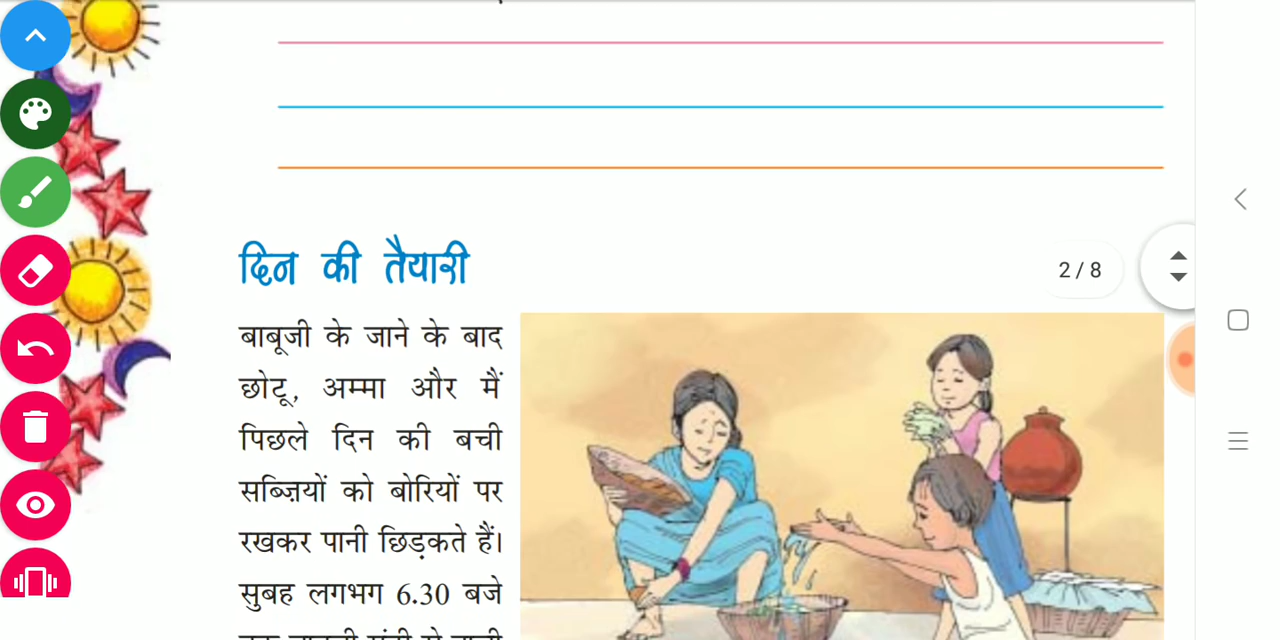 दिन की तैयारी
2 / 8
बाबूजी के जाने के बाद
छोटू, अम्मा और मैं
पिछले दिन की बची
सब्ज़ियों को बोरियों पर
रखकर पानी छिड़कते हैं।
सुबह लगभग 6.30 बजे